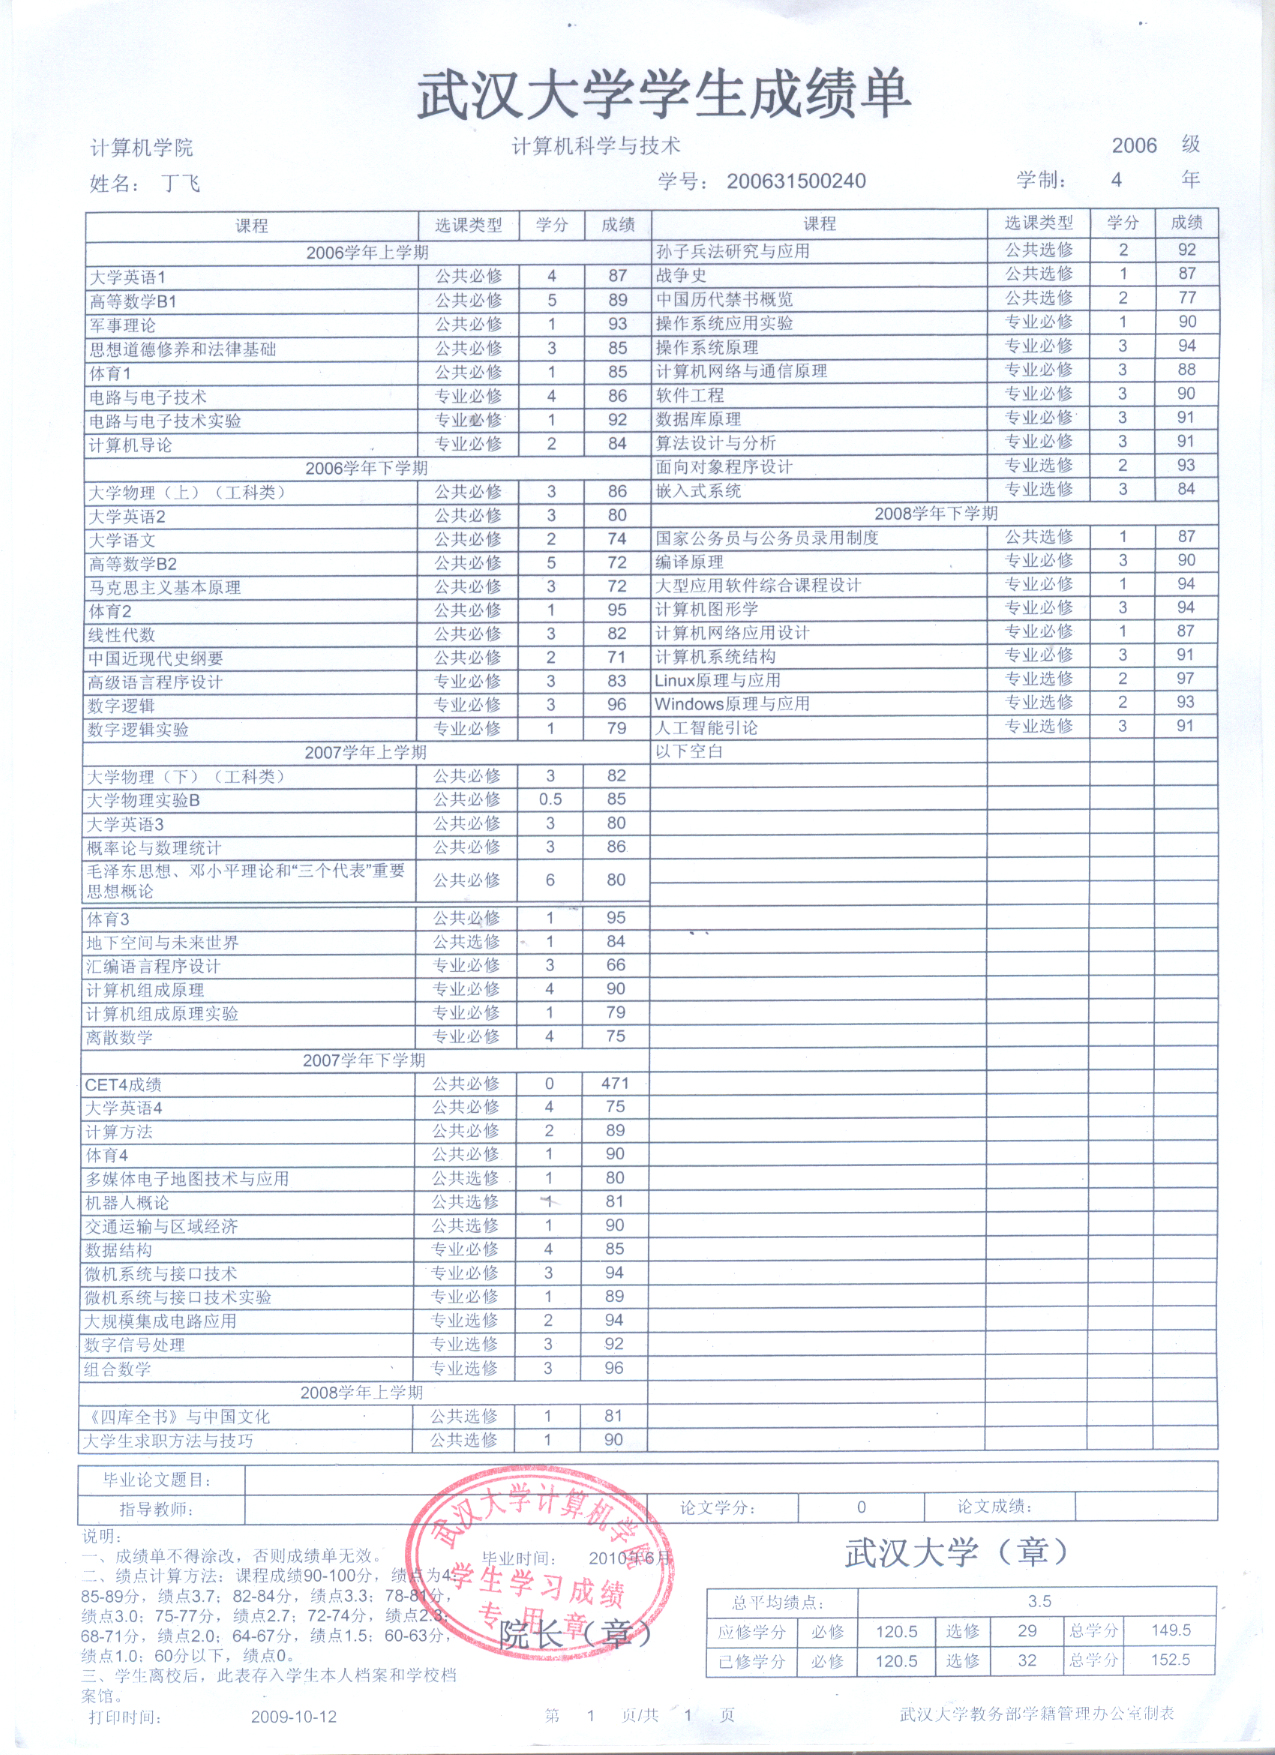 武汉大学学生成绩单
计算机学院 计算机科学与技术 2006 级
姓名： 丁飞 学号： 200631500240 学制： 4 年
课程 选课类型 学分 成绩
2006学年上学期
大学英语1 公共必修 4 87
高等数学B1 公共必修 5 89
军事理论 公共必修 1 93
思想道德修养和法律基础 公共必修 3 85
体育1 公共必修 1 85
电路与电子技术 专业必修 4 86
电路与电子技术实验 专业必修 1 92
计算机导论 专业必修 2 84
2006学年下学期
大学物理（上）（工科类） 公共必修 3 86
大学英语2 公共必修 3 80
大学语文 公共必修 2 74
高等数学B2 公共必修 5 72
马克思主义基本原理 公共必修 3 72
体育2 公共必修 1 95
线性代数 公共必修 3 82
中国近现代史纲要 公共必修 2 71
高级语言程序设计 专业必修 3 83
数字逻辑 专业必修 3 96
数字逻辑实验 专业必修 1 79
2007学年上学期
大学物理（下）（工科类） 公共必修 3 82
大学物理实验B 公共必修 0.5 85
大学英语3 公共必修 3 80
概率论与数理统计 公共必修 3 86
毛泽东思想、邓小平理论和“三个代表”重要
思想概论 公共必修 6 80
体育3 公共必修 1 95
地下空间与未来世界 公共选修 1 84
汇编语言程序设计 专业必修 3 66
计算机组成原理 专业必修 4 90
计算机组成原理实验 专业必修 1 79
离散数学 专业必修 4 75
2007学年下学期
CET4成绩 公共必修 0 471
大学英语4 公共必修 4 75
计算方法 公共必修 2 89
体育4 公共必修 1 90
多媒体电子地图技术与应用 公共选修 1 80
机器人概论 公共选修 1 81
交通运输与区域经济 公共选修 1 90
数据结构 专业必修 4 85
微机系统与接口技术 专业必修 3 94
微机系统与接口技术实验 专业必修 1 89
大规模集成电路应用 专业选修 2 94
数字信号处理 专业选修 3 92
组合数学 专业选修 3 96
2008学年上学期
《四库全书》与中国文化 公共选修 1 81
大学生求职方法与技巧 公共选修 1 90
课程 选课类型 学分 成绩
孙子兵法研究与应用 公共选修 2 92
战争史 公共选修 1 87
中国历代禁书概览 公共选修 2 77
操作系统应用实验 专业必修 1 90
操作系统原理 专业必修 3 94
计算机网络与通信原理 专业必修 3 88
软件工程 专业必修 3 90
数据库原理 专业必修 3 91
算法设计与分析 专业必修 3 91
面向对象程序设计 专业选修 2 93
嵌入式系统 专业选修 3 84
2008学年下学期
国家公务员与公务员录用制度 公共选修 1 87
编译原理 专业必修 3 90
大型应用软件综合课程设计 专业必修 1 94
计算机图形学 专业必修 3 94
计算机网络应用设计 专业必修 1 87
计算机系统结构 专业必修 3 91
Linux原理与应用 专业选修 2 97
Windows原理与应用 专业选修 2 93
人工智能引论 专业选修 3 91
以下空白
毕业论文题目：
指导教师： 论文学分： 0 论文成绩：
说明：
一、成绩单不得涂改，否则成绩单无效。
二、绩点计算方法：课程成绩90-100分，绩点为4；
85-89分，绩点3.7；82-84分，绩点3.3；78-81分，
绩点3.0；75-77分，绩点2.7；72-74分，绩点2.3；
68-71分，绩点2.0；64-67分，绩点1.5；60-63分，
绩点1.0；60分以下，绩点0。
三、学生离校后，此表存入学生本人档案和学校档
案馆。
毕业时间： 2010年6月
武汉大学计算机学院
学生学习成绩
专用章
院长（章）
武汉大学（章）
总平均绩点： 3.5
应修学分 必修 120.5 选修 29 总学分 149.5
已修学分 必修 120.5 选修 32 总学分 152.5
打印时间： 2009-10-12 第 1 页/共 1 页 武汉大学教务部学籍管理办公室制表